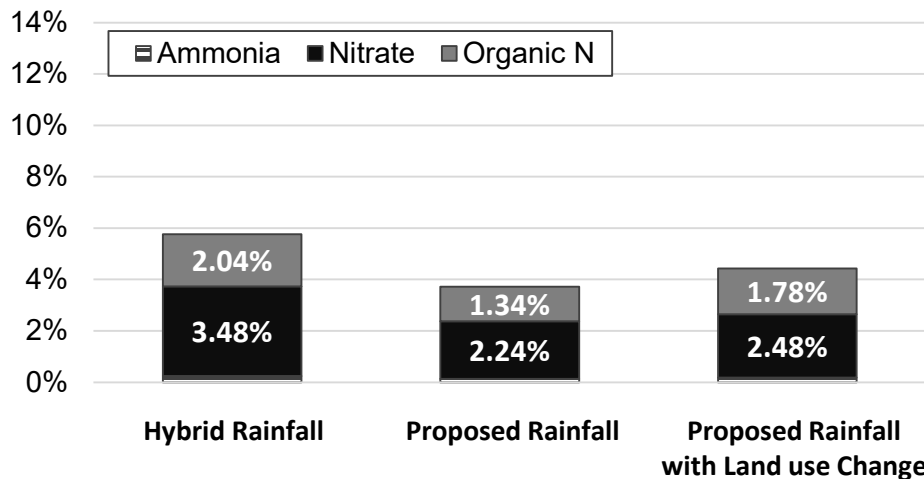 14%
Ammonia Nitrate Organic N
12%
10%
8%
6%
4%
2%
0%
2.04%
3.48%
1.34%
2.24%
1.78%
2.48%
Hybrid Rainfall
Proposed Rainfall
Proposed Rainfall
with Land use Change